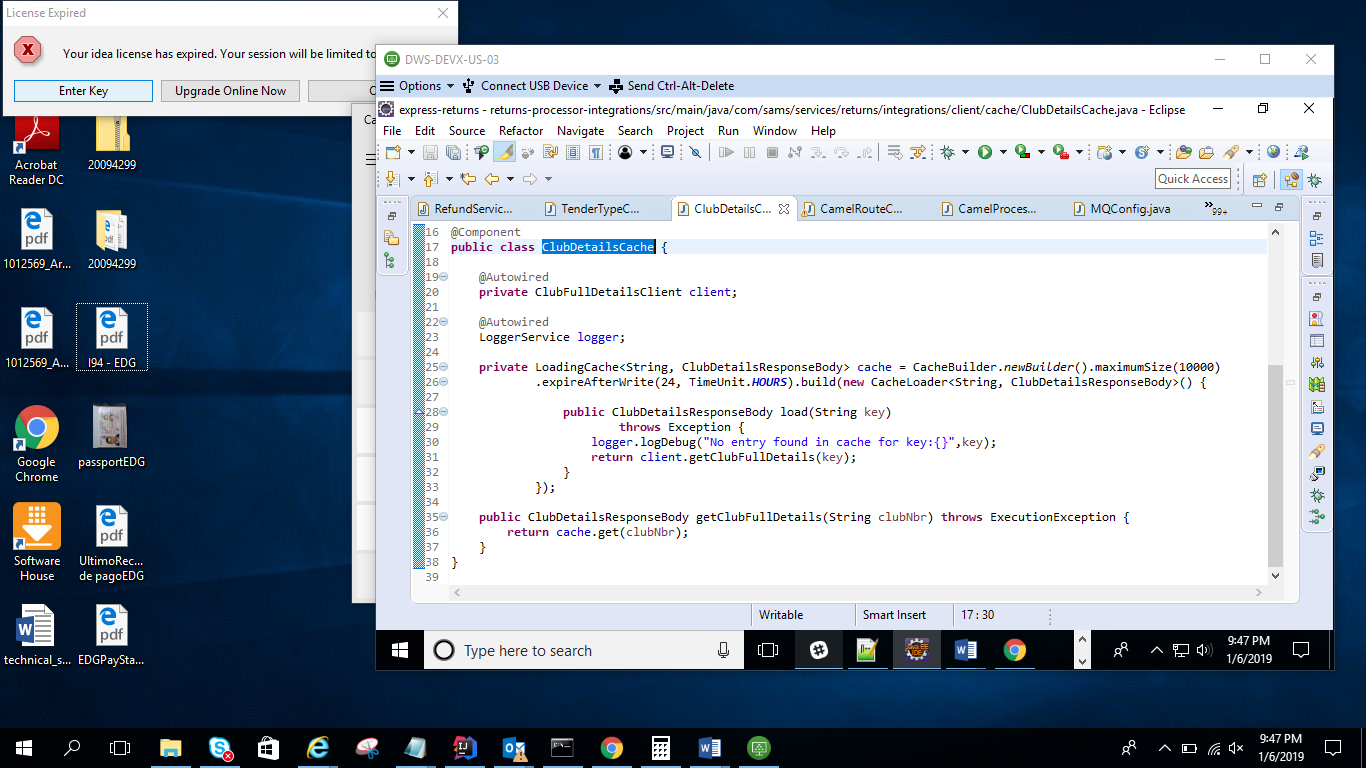 License Expired
Your idea license has expired. Your session will be limited to
Enter Key
Upgrade Online Now
DWS-DEVX-US-03
Options
Connect USB Device
Send Ctrl-Alt-Delete
express-returns - returns-processor-integrations/src/main/java/com/sams/services/returns/integrations/client/cache/ClubDetailsCache.java - Eclipse
File Edit Source Refactor Navigate Search Project Run Window Help
Quick Access
RefundServic...
TenderTypeC...
ClubDetailsC...
CamelRouteC...
CamelProces...
MQConfig.java
99+
16 @Component
17 public class ClubDetailsCache {
18
19 @Autowired
20 private ClubFullDetailsClient client;
21
22 @Autowired
23 LoggerService logger;
24
25 private LoadingCache<String, ClubDetailsResponseBody> cache = CacheBuilder.newBuilder().maximumSize(10000)
26 .expireAfterWrite(24, TimeUnit.HOURS).build(new CacheLoader<String, ClubDetailsResponseBody>() {
27
28 public ClubDetailsResponseBody load(String key)
29 throws Exception {
30 logger.logDebug("No entry found in cache for key:{}",key);
31 return client.getClubFullDetails(key);
32 }
33 });
34
35 public ClubDetailsResponseBody getClubFullDetails(String clubNbr) throws ExecutionException {
36 return cache.get(clubNbr);
37 }
38 }
39
Writable
Smart Insert
17 : 30
Type here to search
9:47 PM
1/6/2019
Acrobat
Reader DC
20094299
1012569_Ar...
20094299
1012569_A...
I94 - EDG
Google
Chrome
passportEDG
Software
House
UltimoRec...
de pagoEDG
technical_s...
EDGPaySta...
9:47 PM
1/6/2019